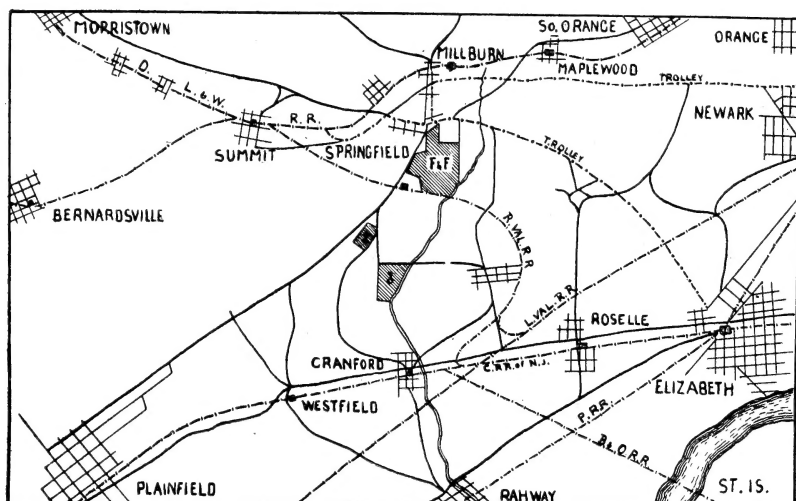 MORRISTOWN
So. ORANGE
ORANGE
MILLBURN
MAPLEWOOD
D. L. & W. R. R.
TROLLEY
NEWARK
SUMMIT
SPRINGFIELD
F&F
TROLLEY
BERNARDSVILLE
R. VAL. R. R.
L. VAL. R. R.
ROSELLE
CRANFORD
C. R.R. of N. J.
ELIZABETH
WESTFIELD
P. R. R.
B & O. R. R.
PLAINFIELD
RAHWAY
ST. IS.